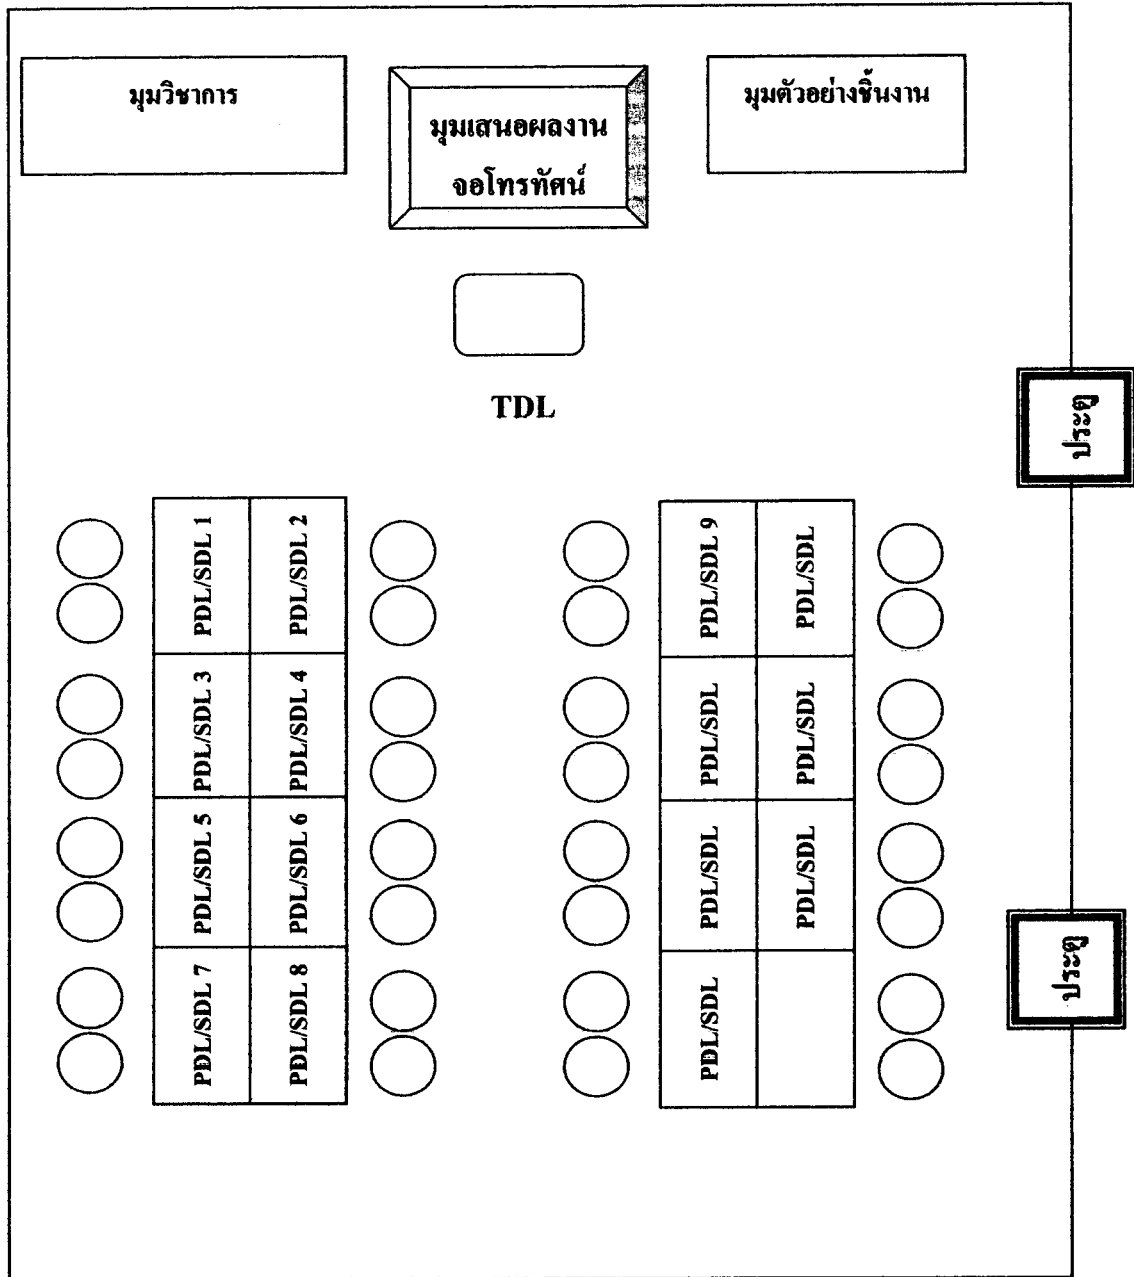 มุมวิชาการ
มุมเสนอผลงาน
จอโทรทัศน์
มุมตัวอย่างชิ้นงาน
TDL
ประตู
PDL/SDL 1
PDL/SDL 2
PDL/SDL 9
PDL/SDL
PDL/SDL 3
PDL/SDL 4
PDL/SDL
PDL/SDL
PDL/SDL 5
PDL/SDL 6
PDL/SDL
PDL/SDL
ประตู
PDL/SDL 7
PDL/SDL 8
PDL/SDL